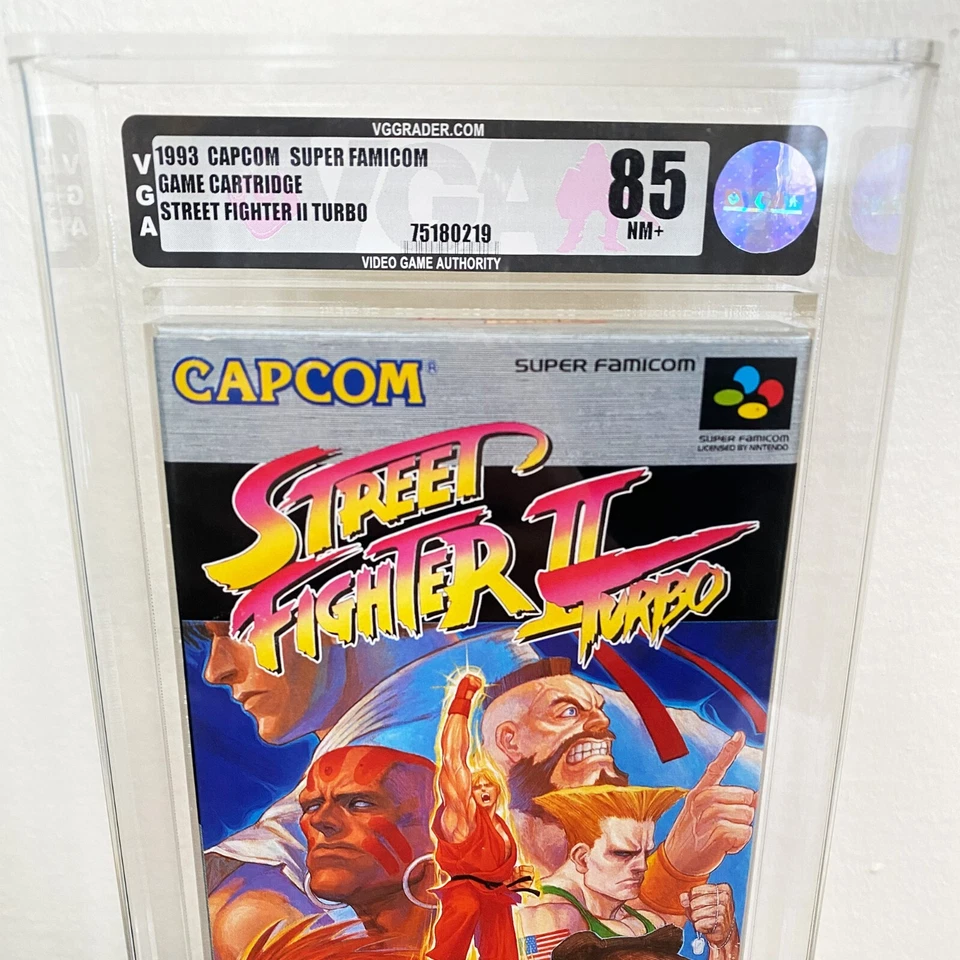 VGGRADER.COM
VGA
1993 CAPCOM SUPER FAMICOM
GAME CARTRIDGE
STREET FIGHTER II TURBO
75180219
85
NM+
VIDEO GAME AUTHORITY
CAPCOM®
SUPER FAMICOM
SUPER FAMICOM
LICENSED BY NINTENDO
STREET
FIGHTER II
TURBO